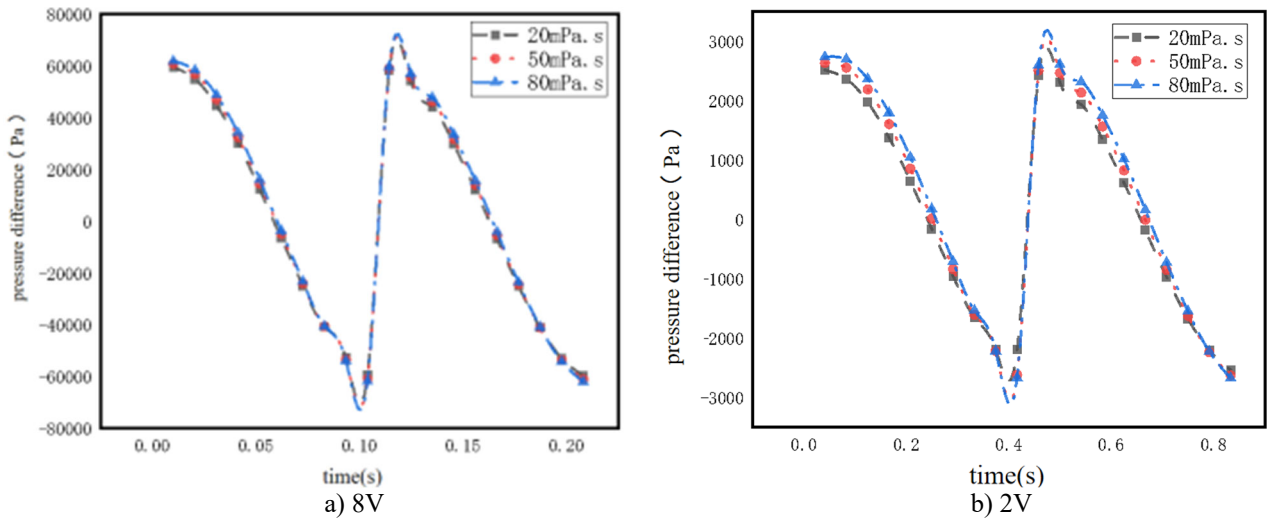 80000
60000
40000
20000
0
-20000
-40000
-60000
-80000
pressure difference ( Pa )
0.00 0.05 0.10 0.15 0.20
time(s)
20mPa.s
50mPa.s
80mPa.s
a) 8V
3000
2000
1000
0
-1000
-2000
-3000
pressure difference ( Pa )
0.0 0.2 0.4 0.6 0.8
time(s)
20mPa.s
50mPa.s
80mPa.s
b) 2V